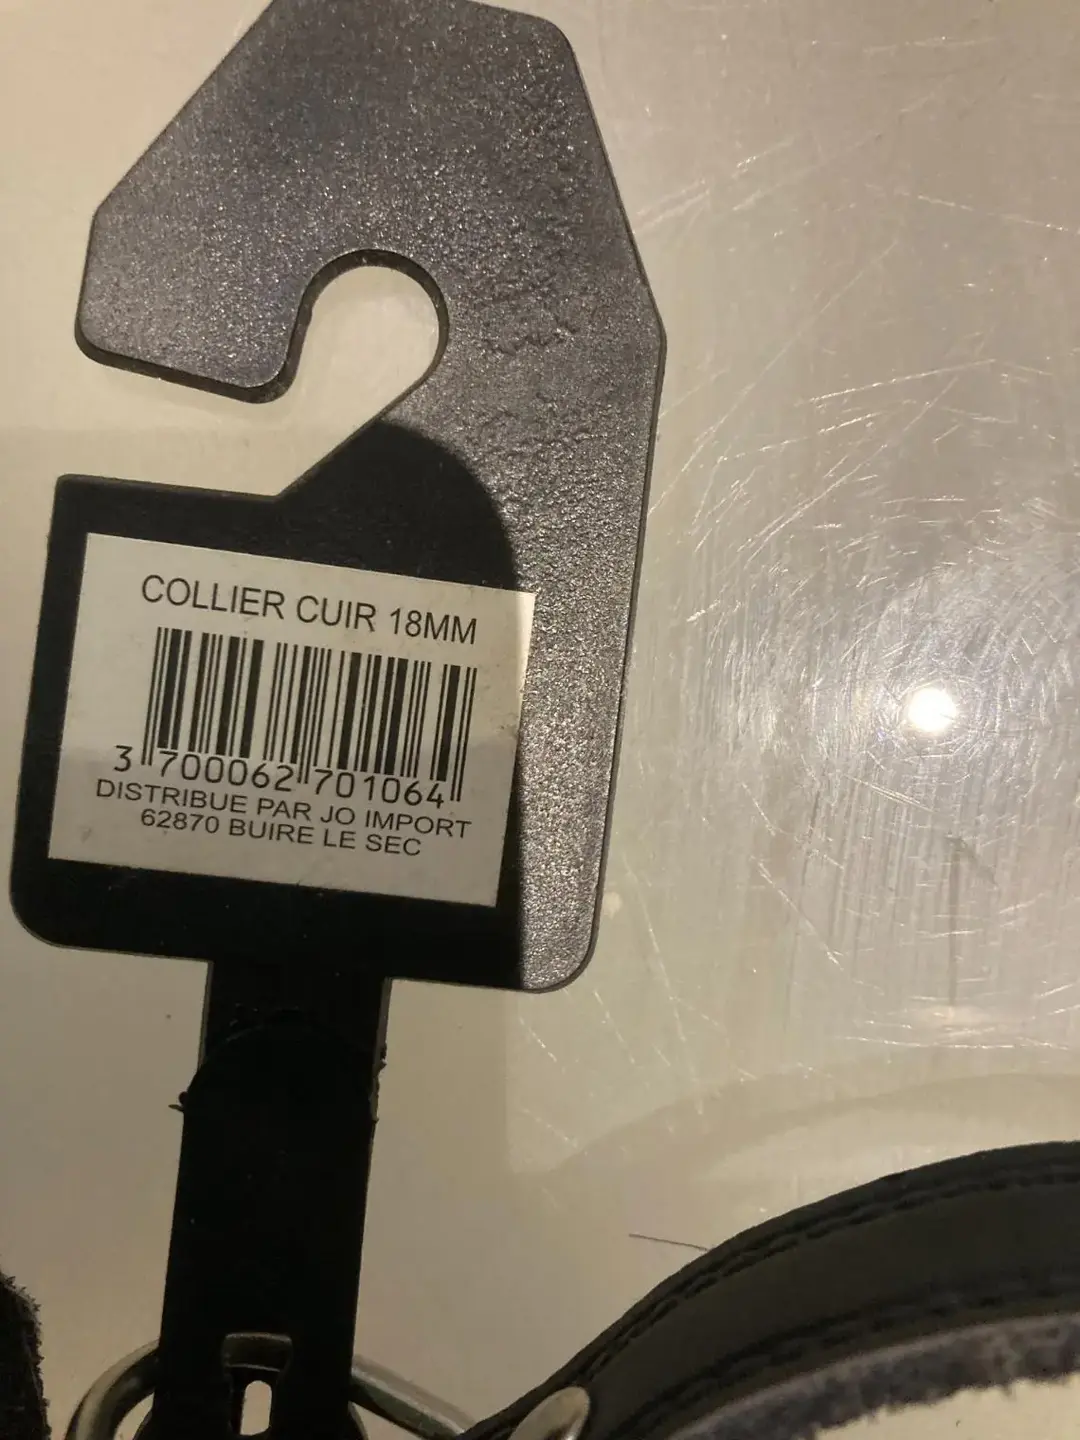 COLLIER CUIR 18MM
3 700062 701064
DISTRIBUE PAR JO IMPORT
62870 BUIRE LE SEC